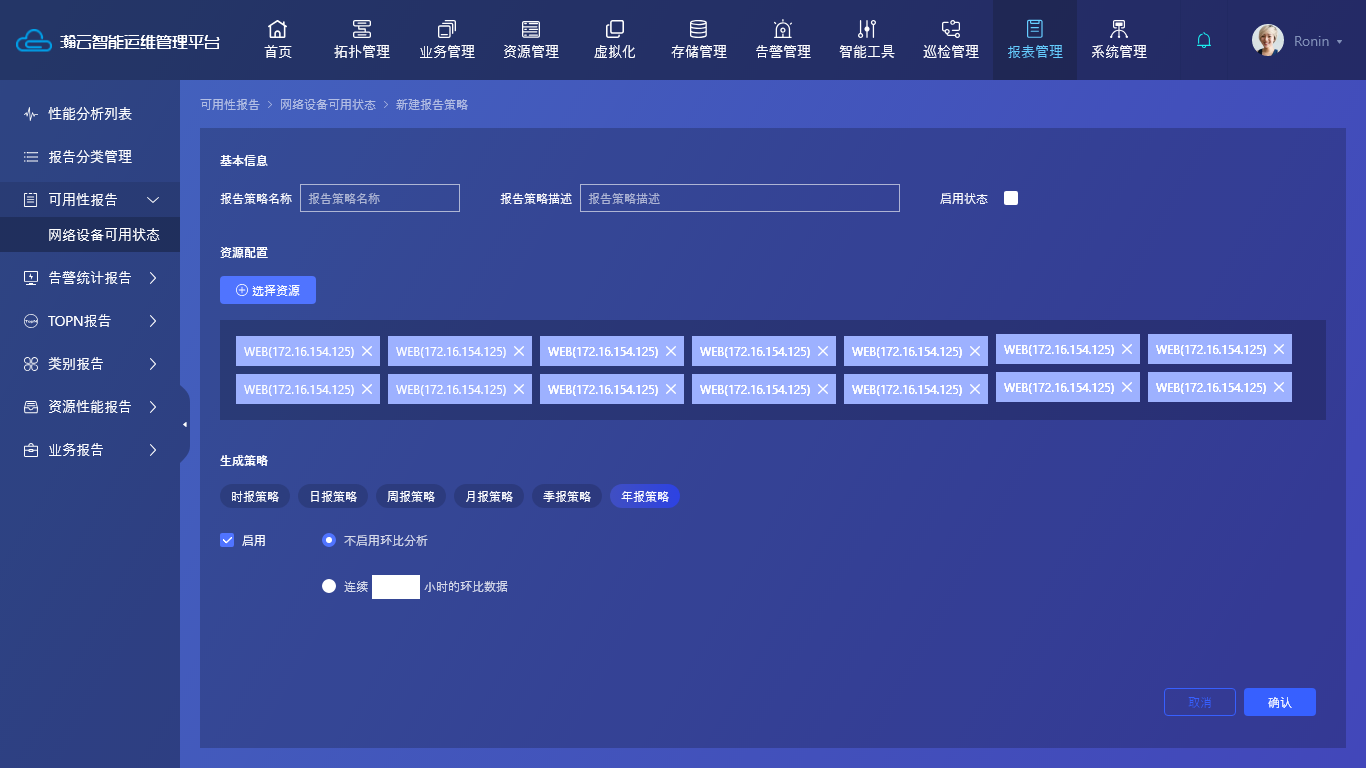 瀚云智能运维管理平台
首页 拓扑管理 业务管理 资源管理 虚拟化 存储管理 告警管理 智能工具 巡检管理 报表管理 系统管理 Ronin
性能分析列表
报告分类管理
可用性报告
网络设备可用状态
告警统计报告
TOPN报告
类别报告
资源性能报告
业务报告
可用性报告 > 网络设备可用状态 > 新建报告策略
基本信息
报告策略名称 报告策略名称 报告策略描述 报告策略描述 启用状态
资源配置
选择资源
WEB(172.16.154.125) WEB(172.16.154.125) WEB(172.16.154.125) WEB(172.16.154.125) WEB(172.16.154.125) WEB(172.16.154.125) WEB(172.16.154.125)
WEB(172.16.154.125) WEB(172.16.154.125) WEB(172.16.154.125) WEB(172.16.154.125) WEB(172.16.154.125) WEB(172.16.154.125) WEB(172.16.154.125)
生成策略
时报策略 日报策略 周报策略 月报策略 季报策略 年报策略
启用 不启用环比分析
连续 小时的环比数据
取消 确认